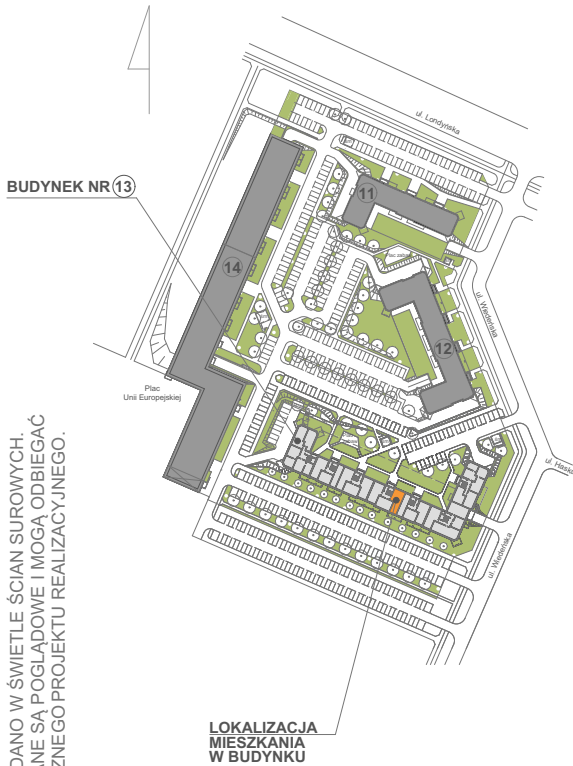 ul. Londyńska
BUDYNEK NR 13
11
14
ul. Wiedeńska
12
Plac
Unii Europejskiej
ul. Haska
ul. Wiedeńska
DANO W ŚWIETLE ŚCIAN SUROWYCH.
NE SĄ POGLĄDOWE I MOGĄ ODBIEGAĆ
ZNEGO PROJEKTU REALIZACYJNEGO.
LOKALIZACJA
MIESZKANIA
W BUDYNKU